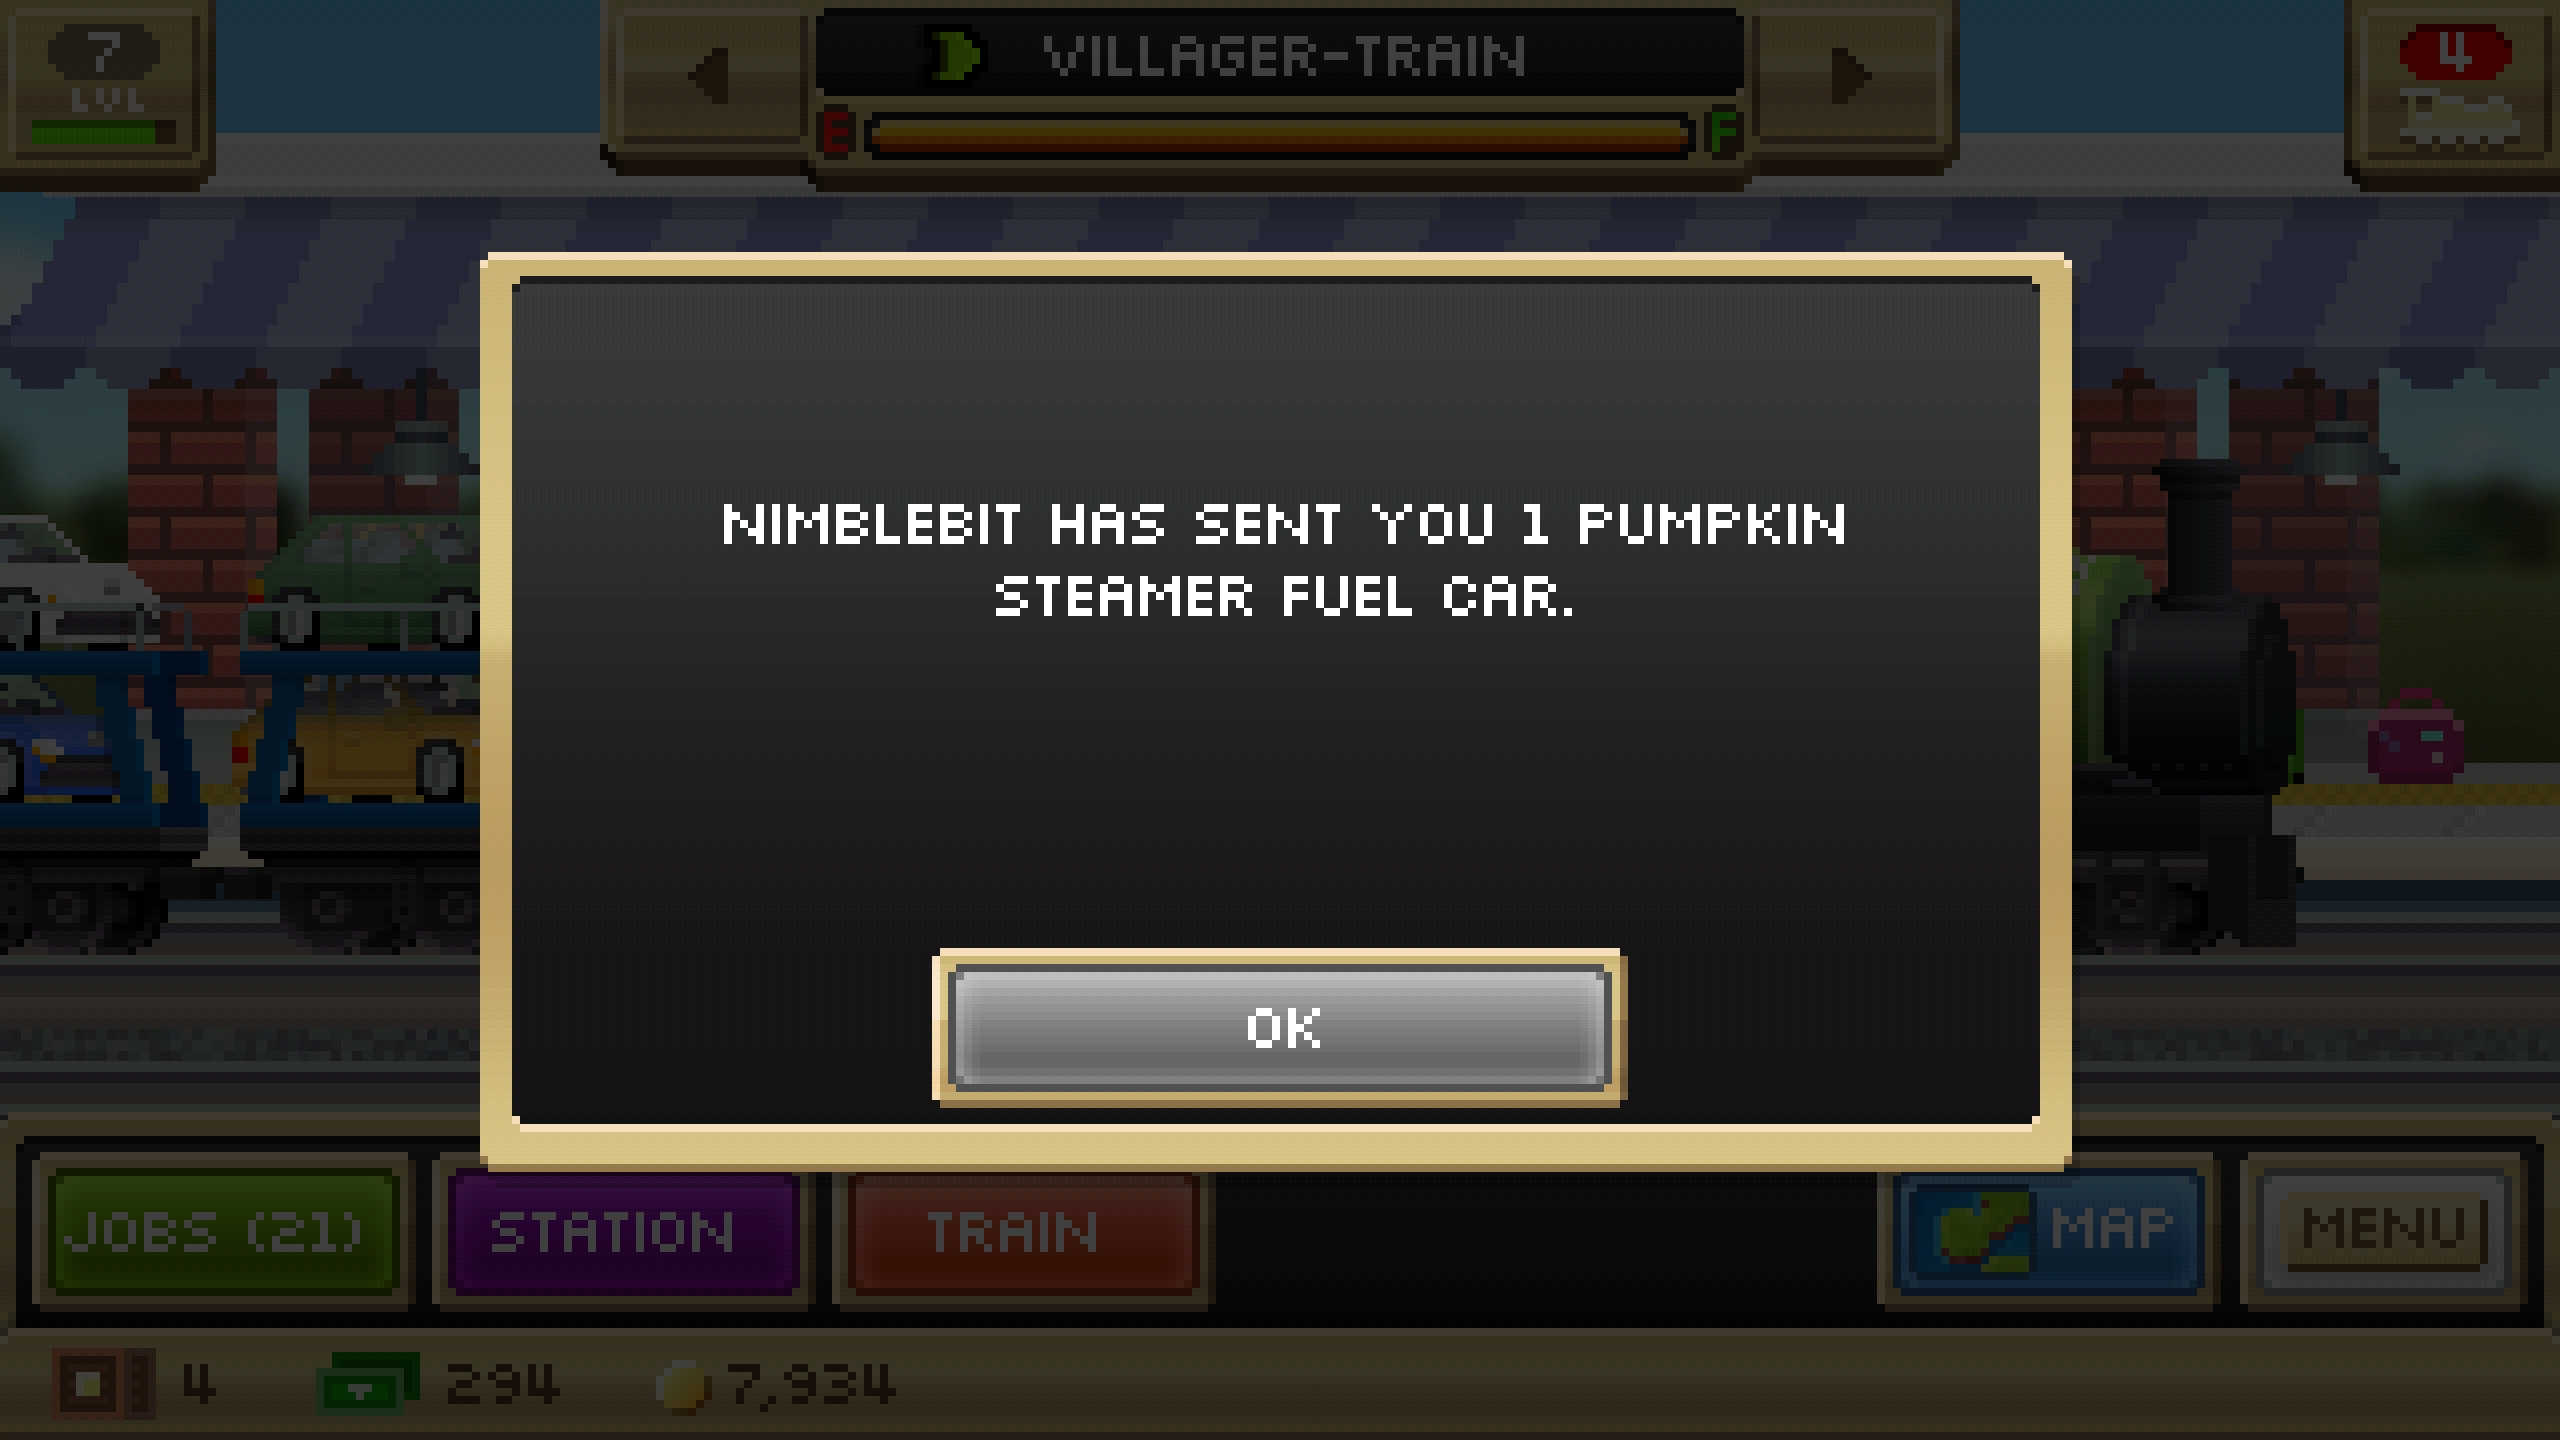 7
LVL
VILLAGER-TRAIN
E
F
4
NIMBLEBIT HAS SENT YOU 1 PUMPKIN
STEAMER FUEL CAR.
OK
JOBS (21)
STATION
TRAIN
MAP
MENU
4
294
7,934